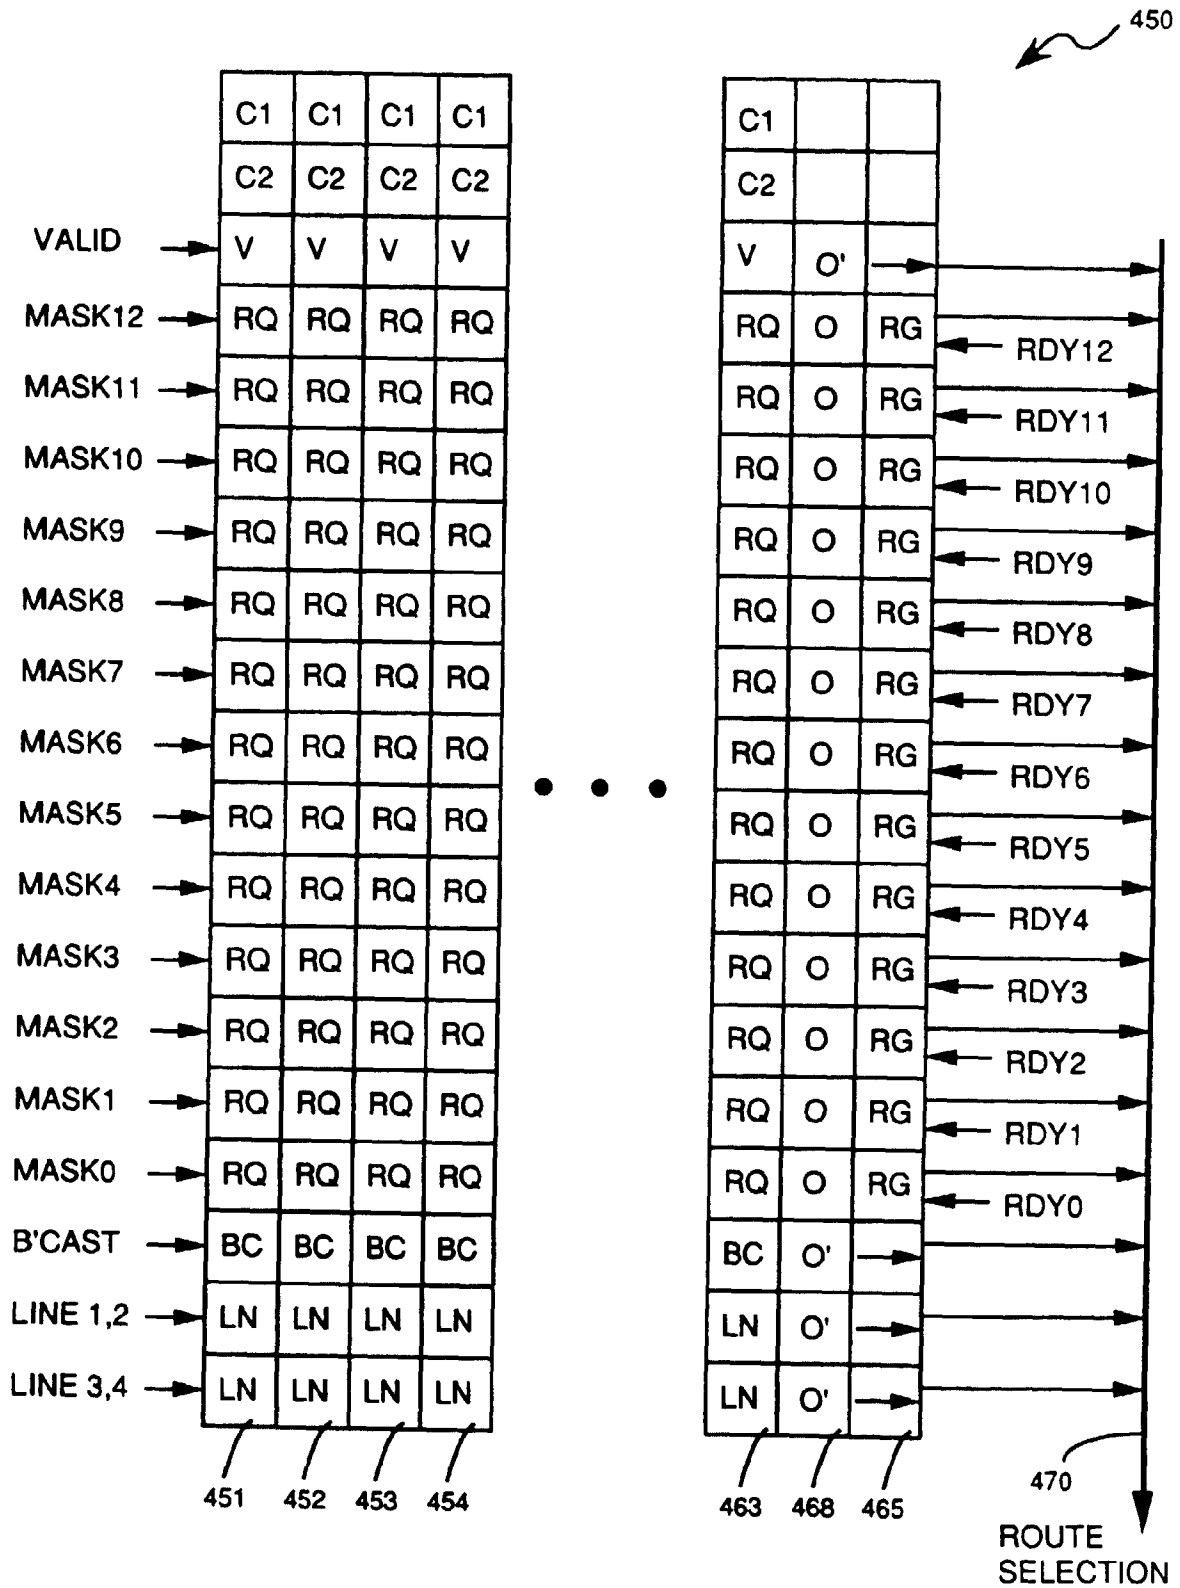 450
C1 C1 C1 C1 C1
C2 C2 C2 C2 C2
VALID V V V V V O'
MASK12 RQ RQ RQ RQ RQ O RG RDY12
MASK11 RQ RQ RQ RQ RQ O RG RDY11
MASK10 RQ RQ RQ RQ RQ O RG RDY10
MASK9 RQ RQ RQ RQ RQ O RG RDY9
MASK8 RQ RQ RQ RQ RQ O RG RDY8
MASK7 RQ RQ RQ RQ RQ O RG RDY7
MASK6 RQ RQ RQ RQ RQ O RG RDY6
MASK5 RQ RQ RQ RQ RQ O RG RDY5
MASK4 RQ RQ RQ RQ RQ O RG RDY4
MASK3 RQ RQ RQ RQ RQ O RG RDY3
MASK2 RQ RQ RQ RQ RQ O RG RDY2
MASK1 RQ RQ RQ RQ RQ O RG RDY1
MASK0 RQ RQ RQ RQ RQ O RG RDY0
B'CAST BC BC BC BC BC O'
LINE 1,2 LN LN LN LN LN O'
LINE 3,4 LN LN LN LN LN O'
451 452 453 454 463 468 465 470
ROUTE
SELECTION